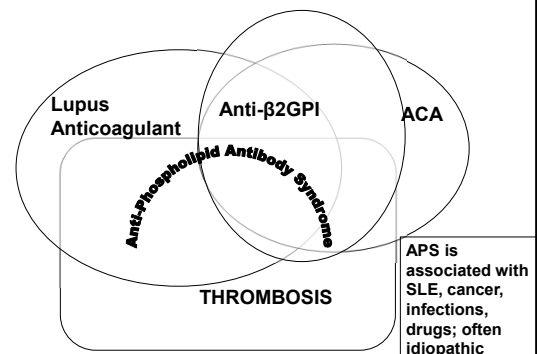 Lupus
Anticoagulant
Anti-β2GPI
ACA
Anti-Phospholipid Antibody Syndrome
THROMBOSIS
APS is
associated with
SLE, cancer,
infections,
drugs; often
idiopathic